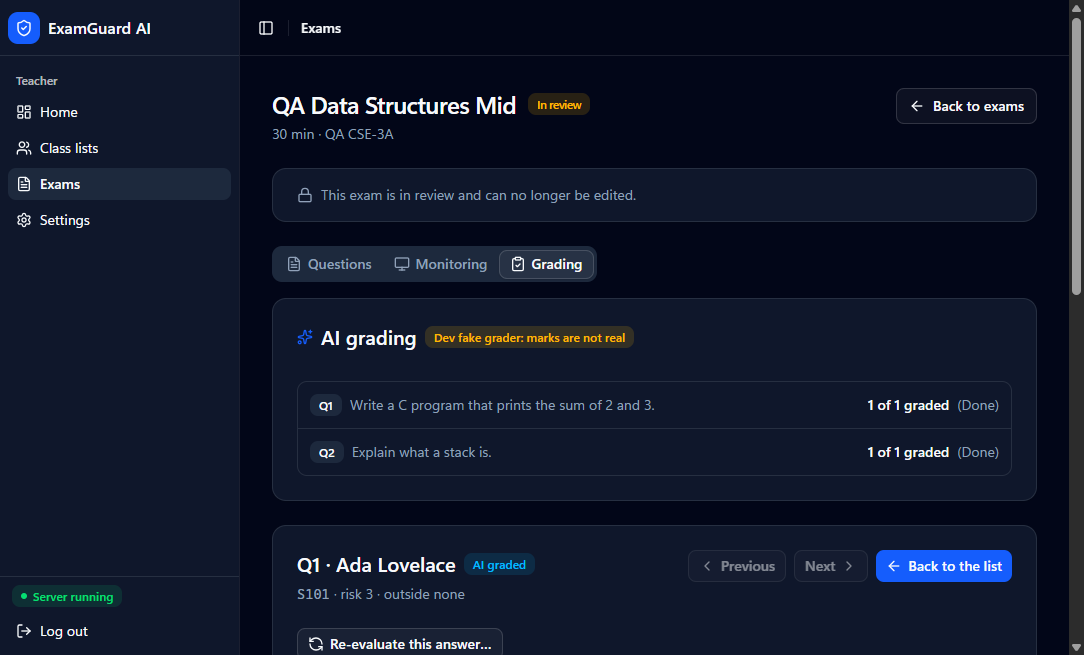 ExamGuard AI
Exams
Teacher
Home
Class lists
Exams
Settings
QA Data Structures Mid
In review
Back to exams
30 min · QA CSE-3A
This exam is in review and can no longer be edited.
Questions
Monitoring
Grading
AI grading
Dev fake grader: marks are not real
Q1 Write a C program that prints the sum of 2 and 3. 1 of 1 graded (Done)
Q2 Explain what a stack is. 1 of 1 graded (Done)
Q1 · Ada Lovelace
AI graded
Previous
Next
Back to the list
S101 · risk 3 · outside none
Re-evaluate this answer...
Server running
Log out